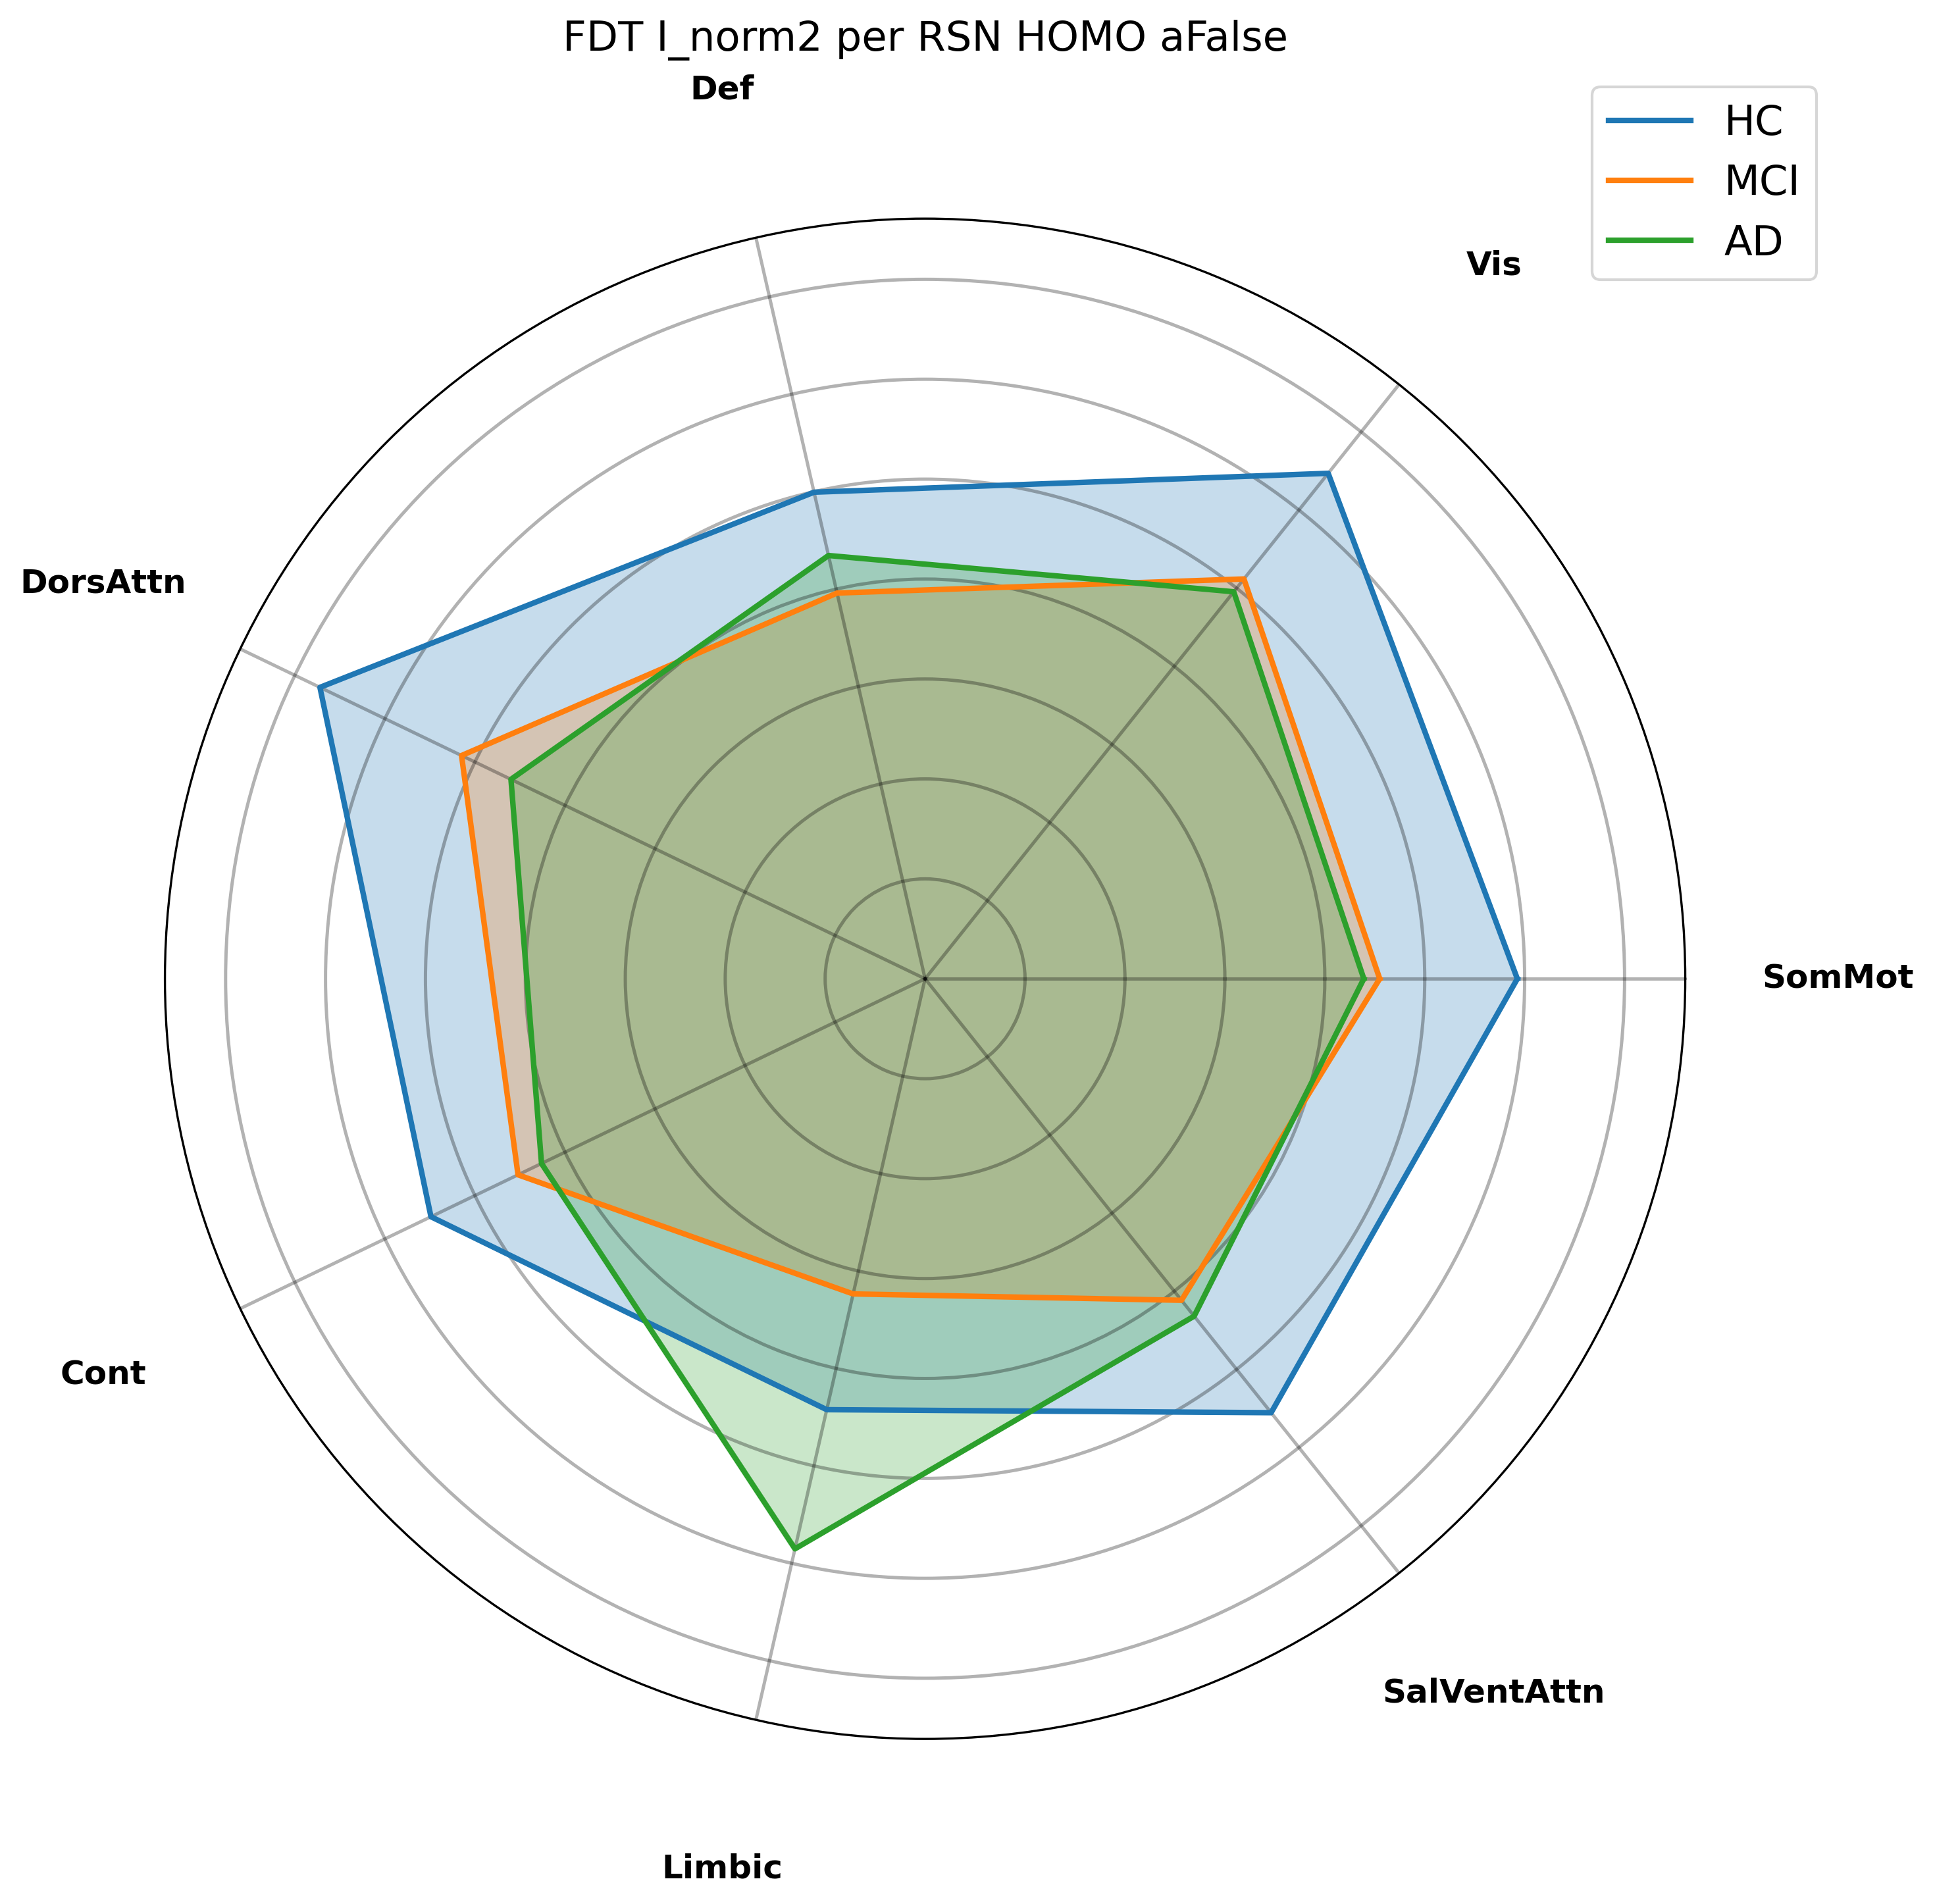 FDT I_norm2 per RSN HOMO aFalse
Def
HC
MCI
AD
Vis
DorsAttn
SomMot
Cont
SalVentAttn
Limbic